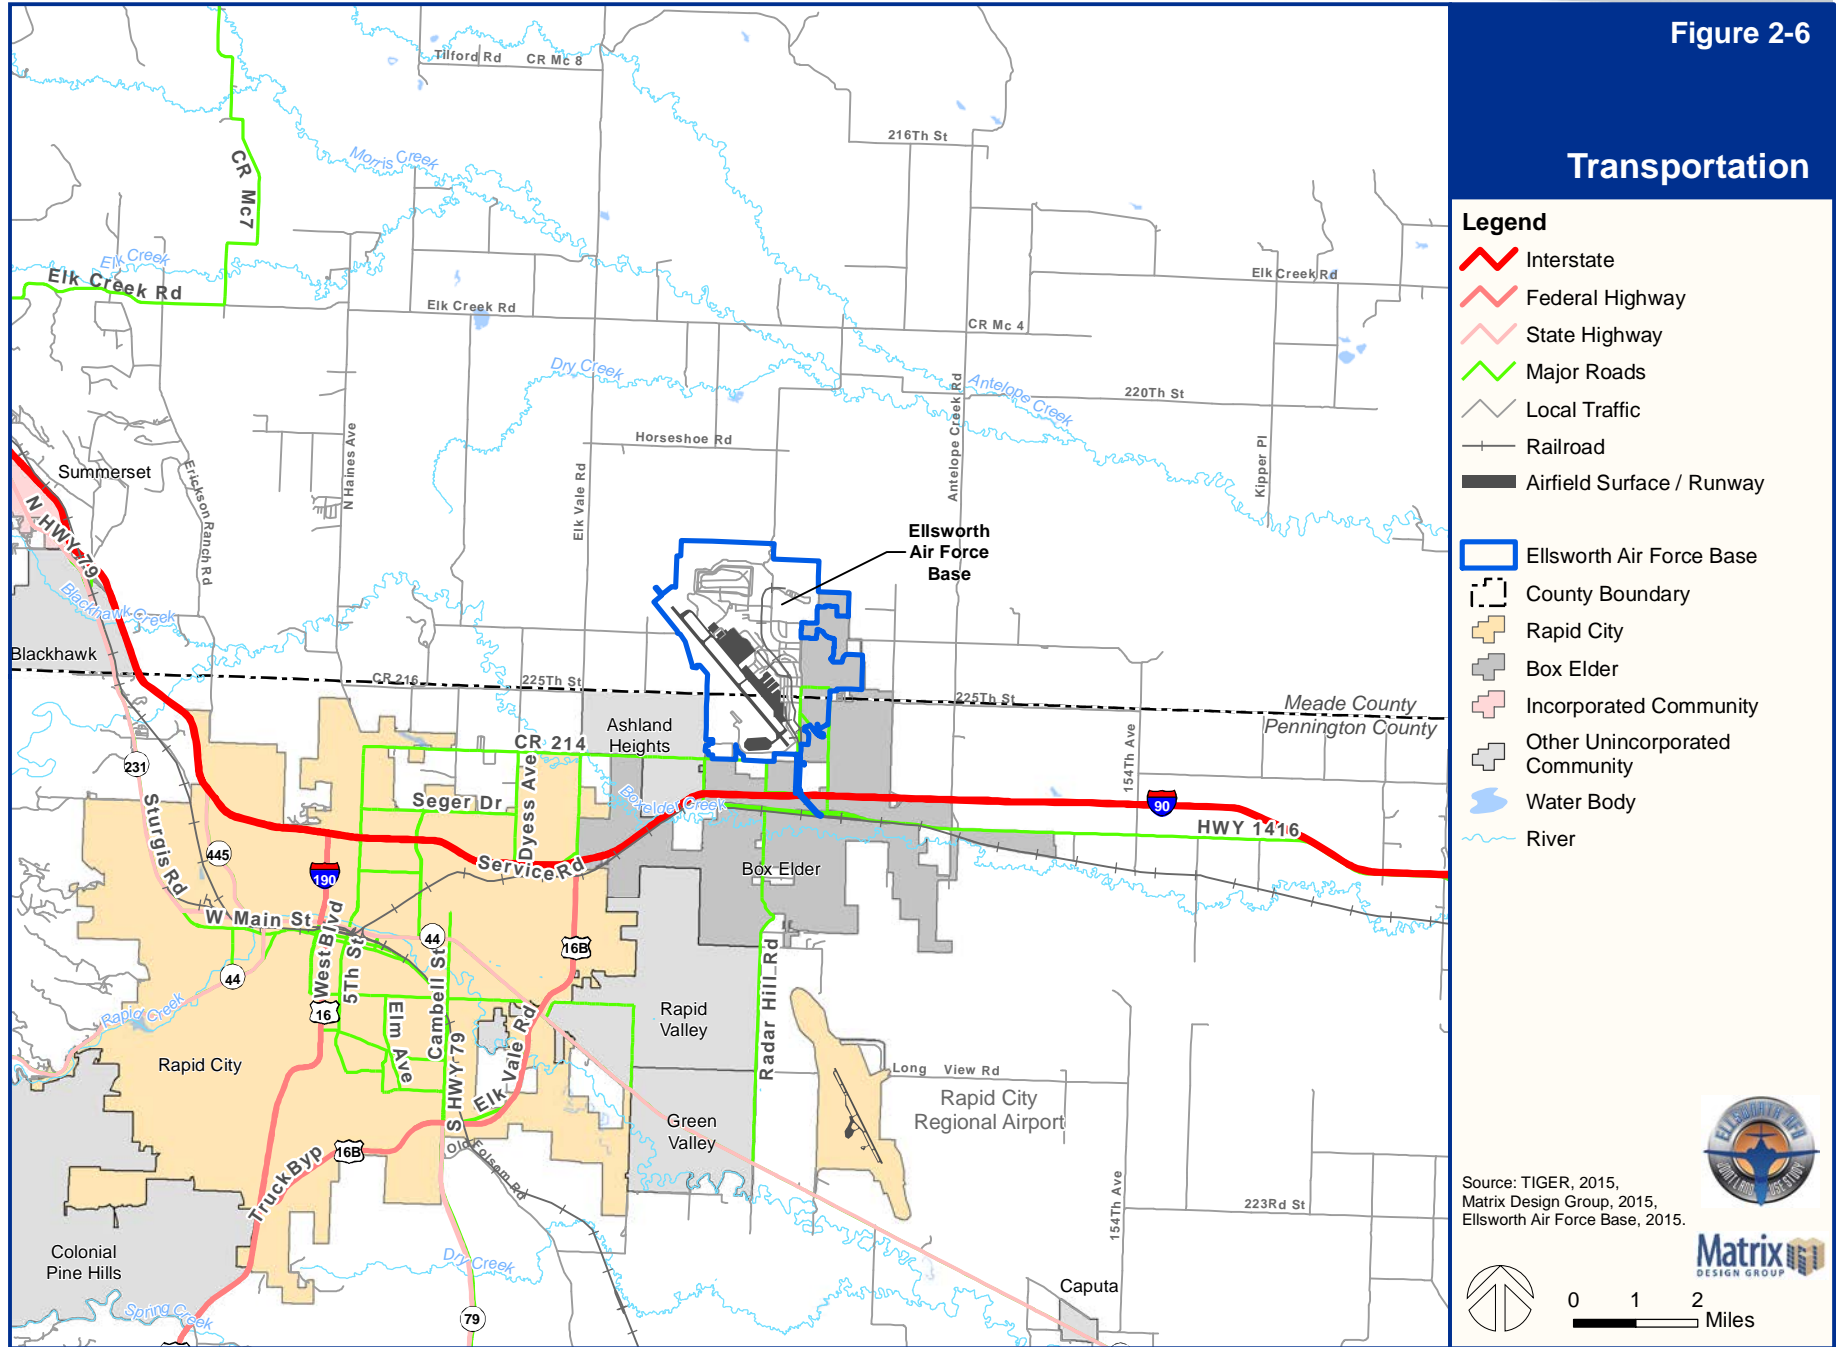 Figure 2-6
Transportation
Legend
Interstate
Federal Highway
State Highway
Major Roads
Local Traffic
Railroad
Airfield Surface / Runway
Ellsworth Air Force Base
County Boundary
Rapid City
Box Elder
Incorporated Community
Other Unincorporated
Community
Water Body
River
Source: TIGER, 2015,
Matrix Design Group, 2015,
Ellsworth Air Force Base, 2015.
ELLSWORTH AFB
JOINT LAND USE STUDY
Matrix
DESIGN GROUP
0 1 2
Miles
Tilford Rd
CR Mc 8
216Th St
CR Mc7
Morris Creek
Elk Creek
Elk Creek Rd
Elk Creek Rd
Elk Creek Rd
CR Mc 4
Dry Creek
Antelope Creek
220Th St
Horseshoe Rd
Antelope Creek Rd
Kipper Pl
Summerset
N HWY 79
Erickson Ranch Rd
N Haines Ave
Elk Vale Rd
Ellsworth
Air Force
Base
Blackhawk Creek
Blackhawk
CR 216
225Th St
225Th St
Meade County
Pennington County
Ashland
Heights
CR 214
154Th Ave
231
Sturgis Rd
Seger Dr
Dyess Ave
Boxelder Creek
90
HWY 1416
445
190
Service Rd
Box Elder
W Main St
West Blvd
5Th St
44
16B
44
Cambell St
Radar Hill Rd
Rapid Creek
16
Elm Ave
Rapid
Valley
Rapid City
S HWY 79
Elk Vale Rd
Long View Rd
Rapid City
Regional Airport
Green
Valley
16B
Old Folsom Rd
Truck Byp
154Th Ave
223Rd St
Colonial
Pine Hills
Dry Creek
Spring Creek
79
Caputa